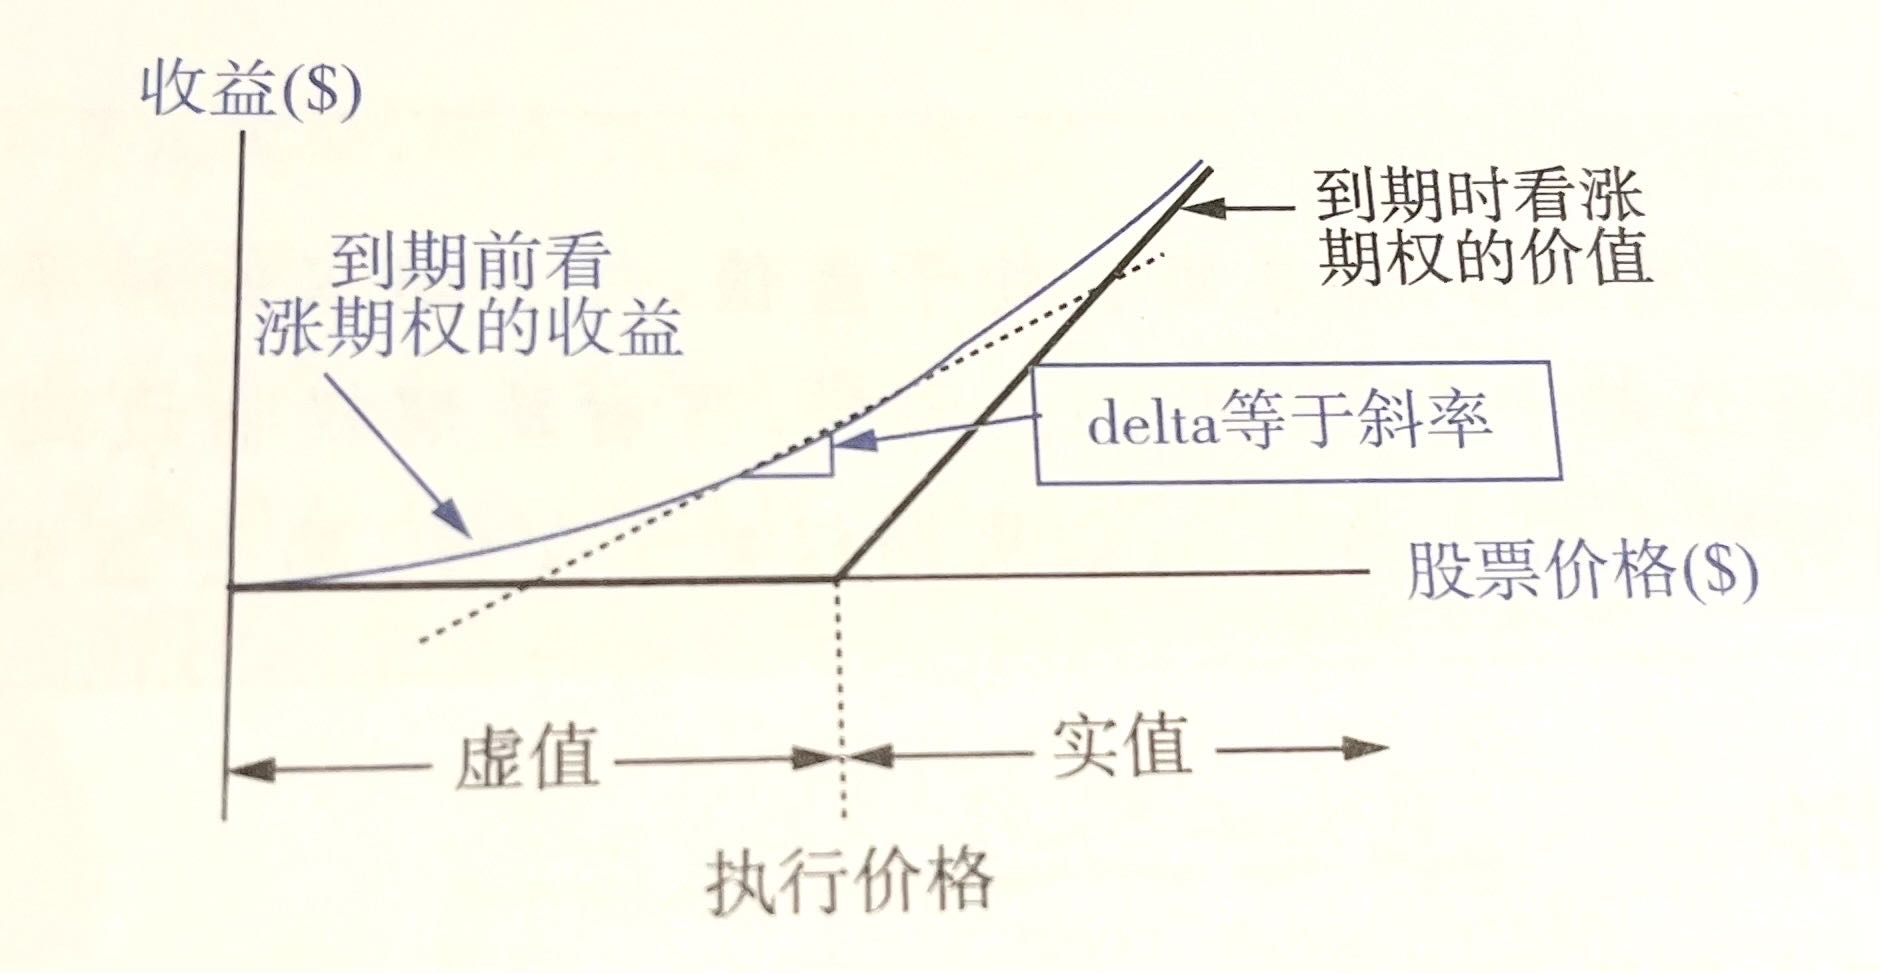 收益($)
到期前看
涨期权的收益
到期时看涨
期权的价值
delta等于斜率
股票价格($)
虚值
实值
执行价格